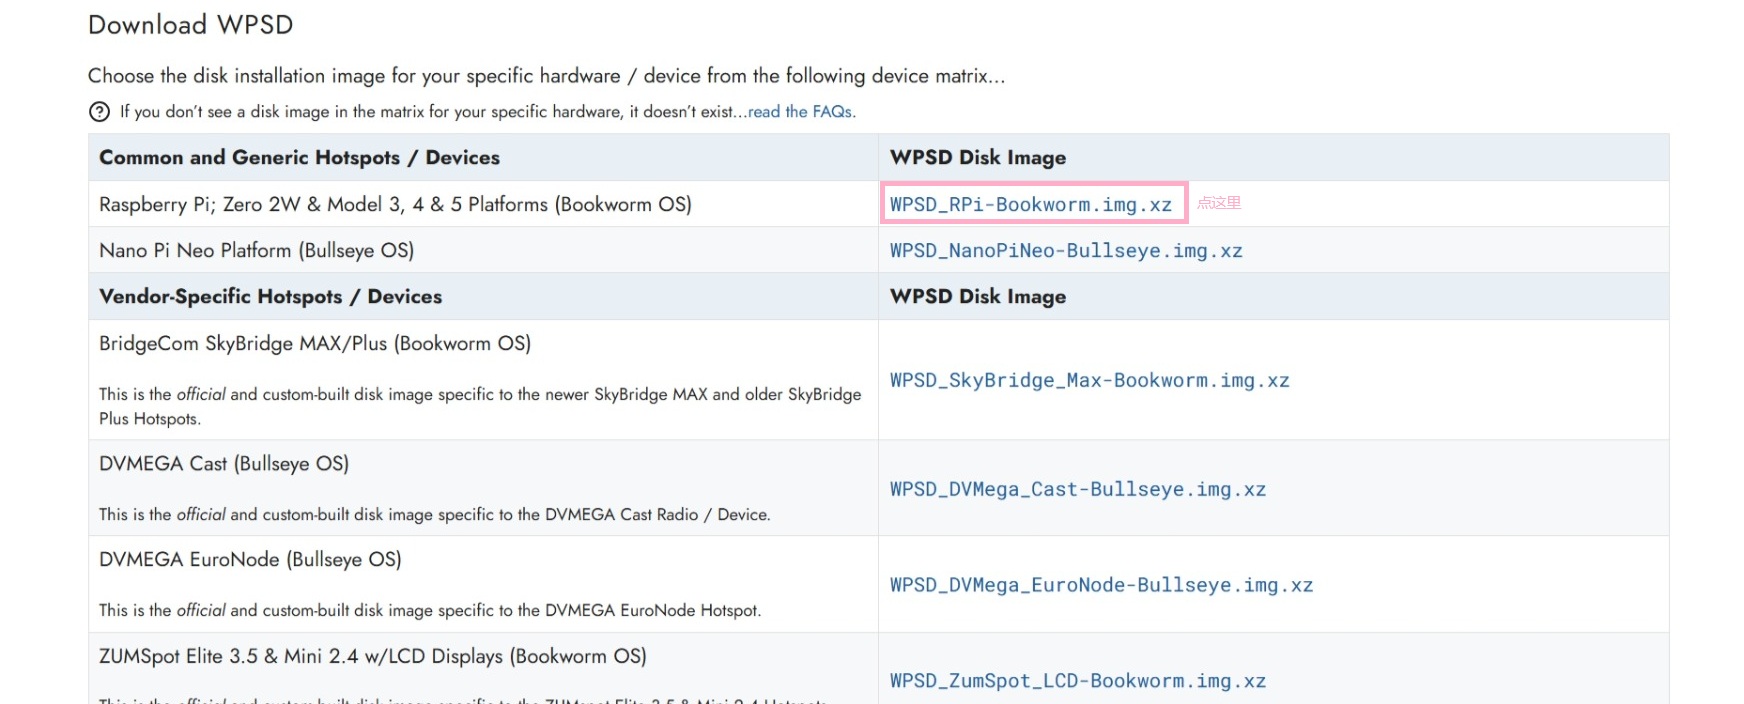 Download WPSD
Choose the disk installation image for your specific hardware / device from the following device matrix...
If you don't see a disk image in the matrix for your specific hardware, it doesn't exist...read the FAQs.
Common and Generic Hotspots / Devices
WPSD Disk Image
Raspberry Pi; Zero 2W & Model 3, 4 & 5 Platforms (Bookworm OS)
WPSD_RPi-Bookworm.img.xz
点这里
Nano Pi Neo Platform (Bullseye OS)
WPSD_NanoPiNeo-Bullseye.img.xz
Vendor-Specific Hotspots / Devices
WPSD Disk Image
BridgeCom SkyBridge MAX/Plus (Bookworm OS)
This is the official and custom-built disk image specific to the newer SkyBridge MAX and older SkyBridge
Plus Hotspots.
WPSD_SkyBridge_Max-Bookworm.img.xz
DVMEGA Cast (Bullseye OS)
This is the official and custom-built disk image specific to the DVMEGA Cast Radio / Device.
WPSD_DVMega_Cast-Bullseye.img.xz
DVMEGA EuroNode (Bullseye OS)
This is the official and custom-built disk image specific to the DVMEGA EuroNode Hotspot.
WPSD_DVMega_EuroNode-Bullseye.img.xz
ZUMSpot Elite 3.5 & Mini 2.4 w/LCD Displays (Bookworm OS)
WPSD_ZumSpot_LCD-Bookworm.img.xz